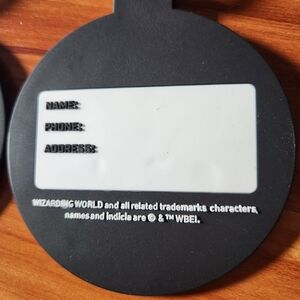 NAME:
PHONE:
ADDRESS:
WIZARDING WORLD and all related trademarks characters,
names and indicia are © & ™ WBEI.